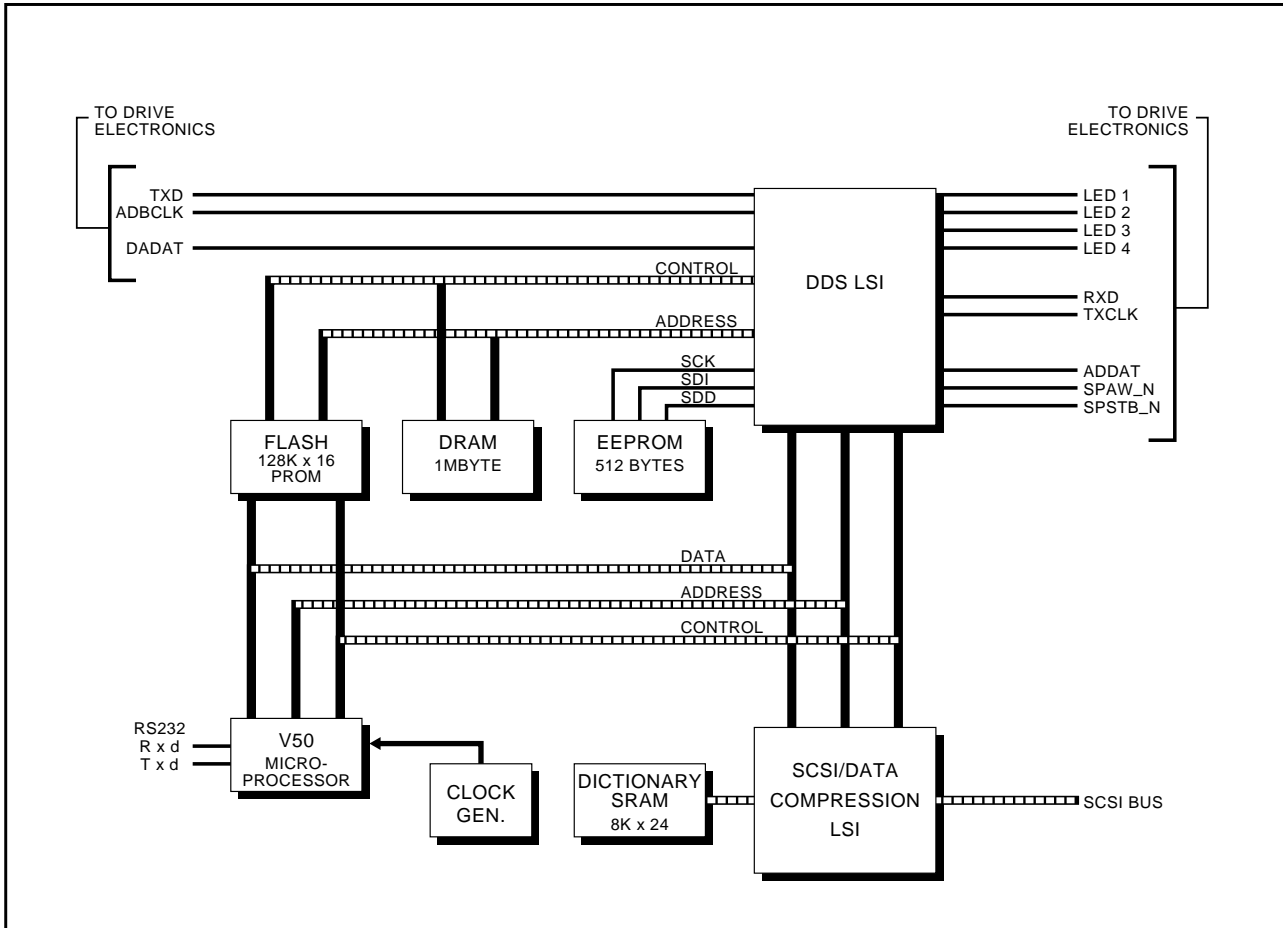 TO DRIVE
ELECTRONICS
TO DRIVE
ELECTRONICS
TXD
ADBCLK
DADAT
LED 1
LED 2
LED 3
LED 4
CONTROL
DDS LSI
RXD
TXCLK
ADDRESS
SCK
SDI
SDD
ADDAT
SPAW_N
SPSTB_N
FLASH
128K x 16
PROM
DRAM
1MBYTE
EEPROM
512 BYTES
DATA
ADDRESS
CONTROL
RS232
R x d
T x d
V50
MICRO-
PROCESSOR
CLOCK
GEN.
DICTIONARY
SRAM
8K x 24
SCSI/DATA
COMPRESSION
LSI
SCSI BUS